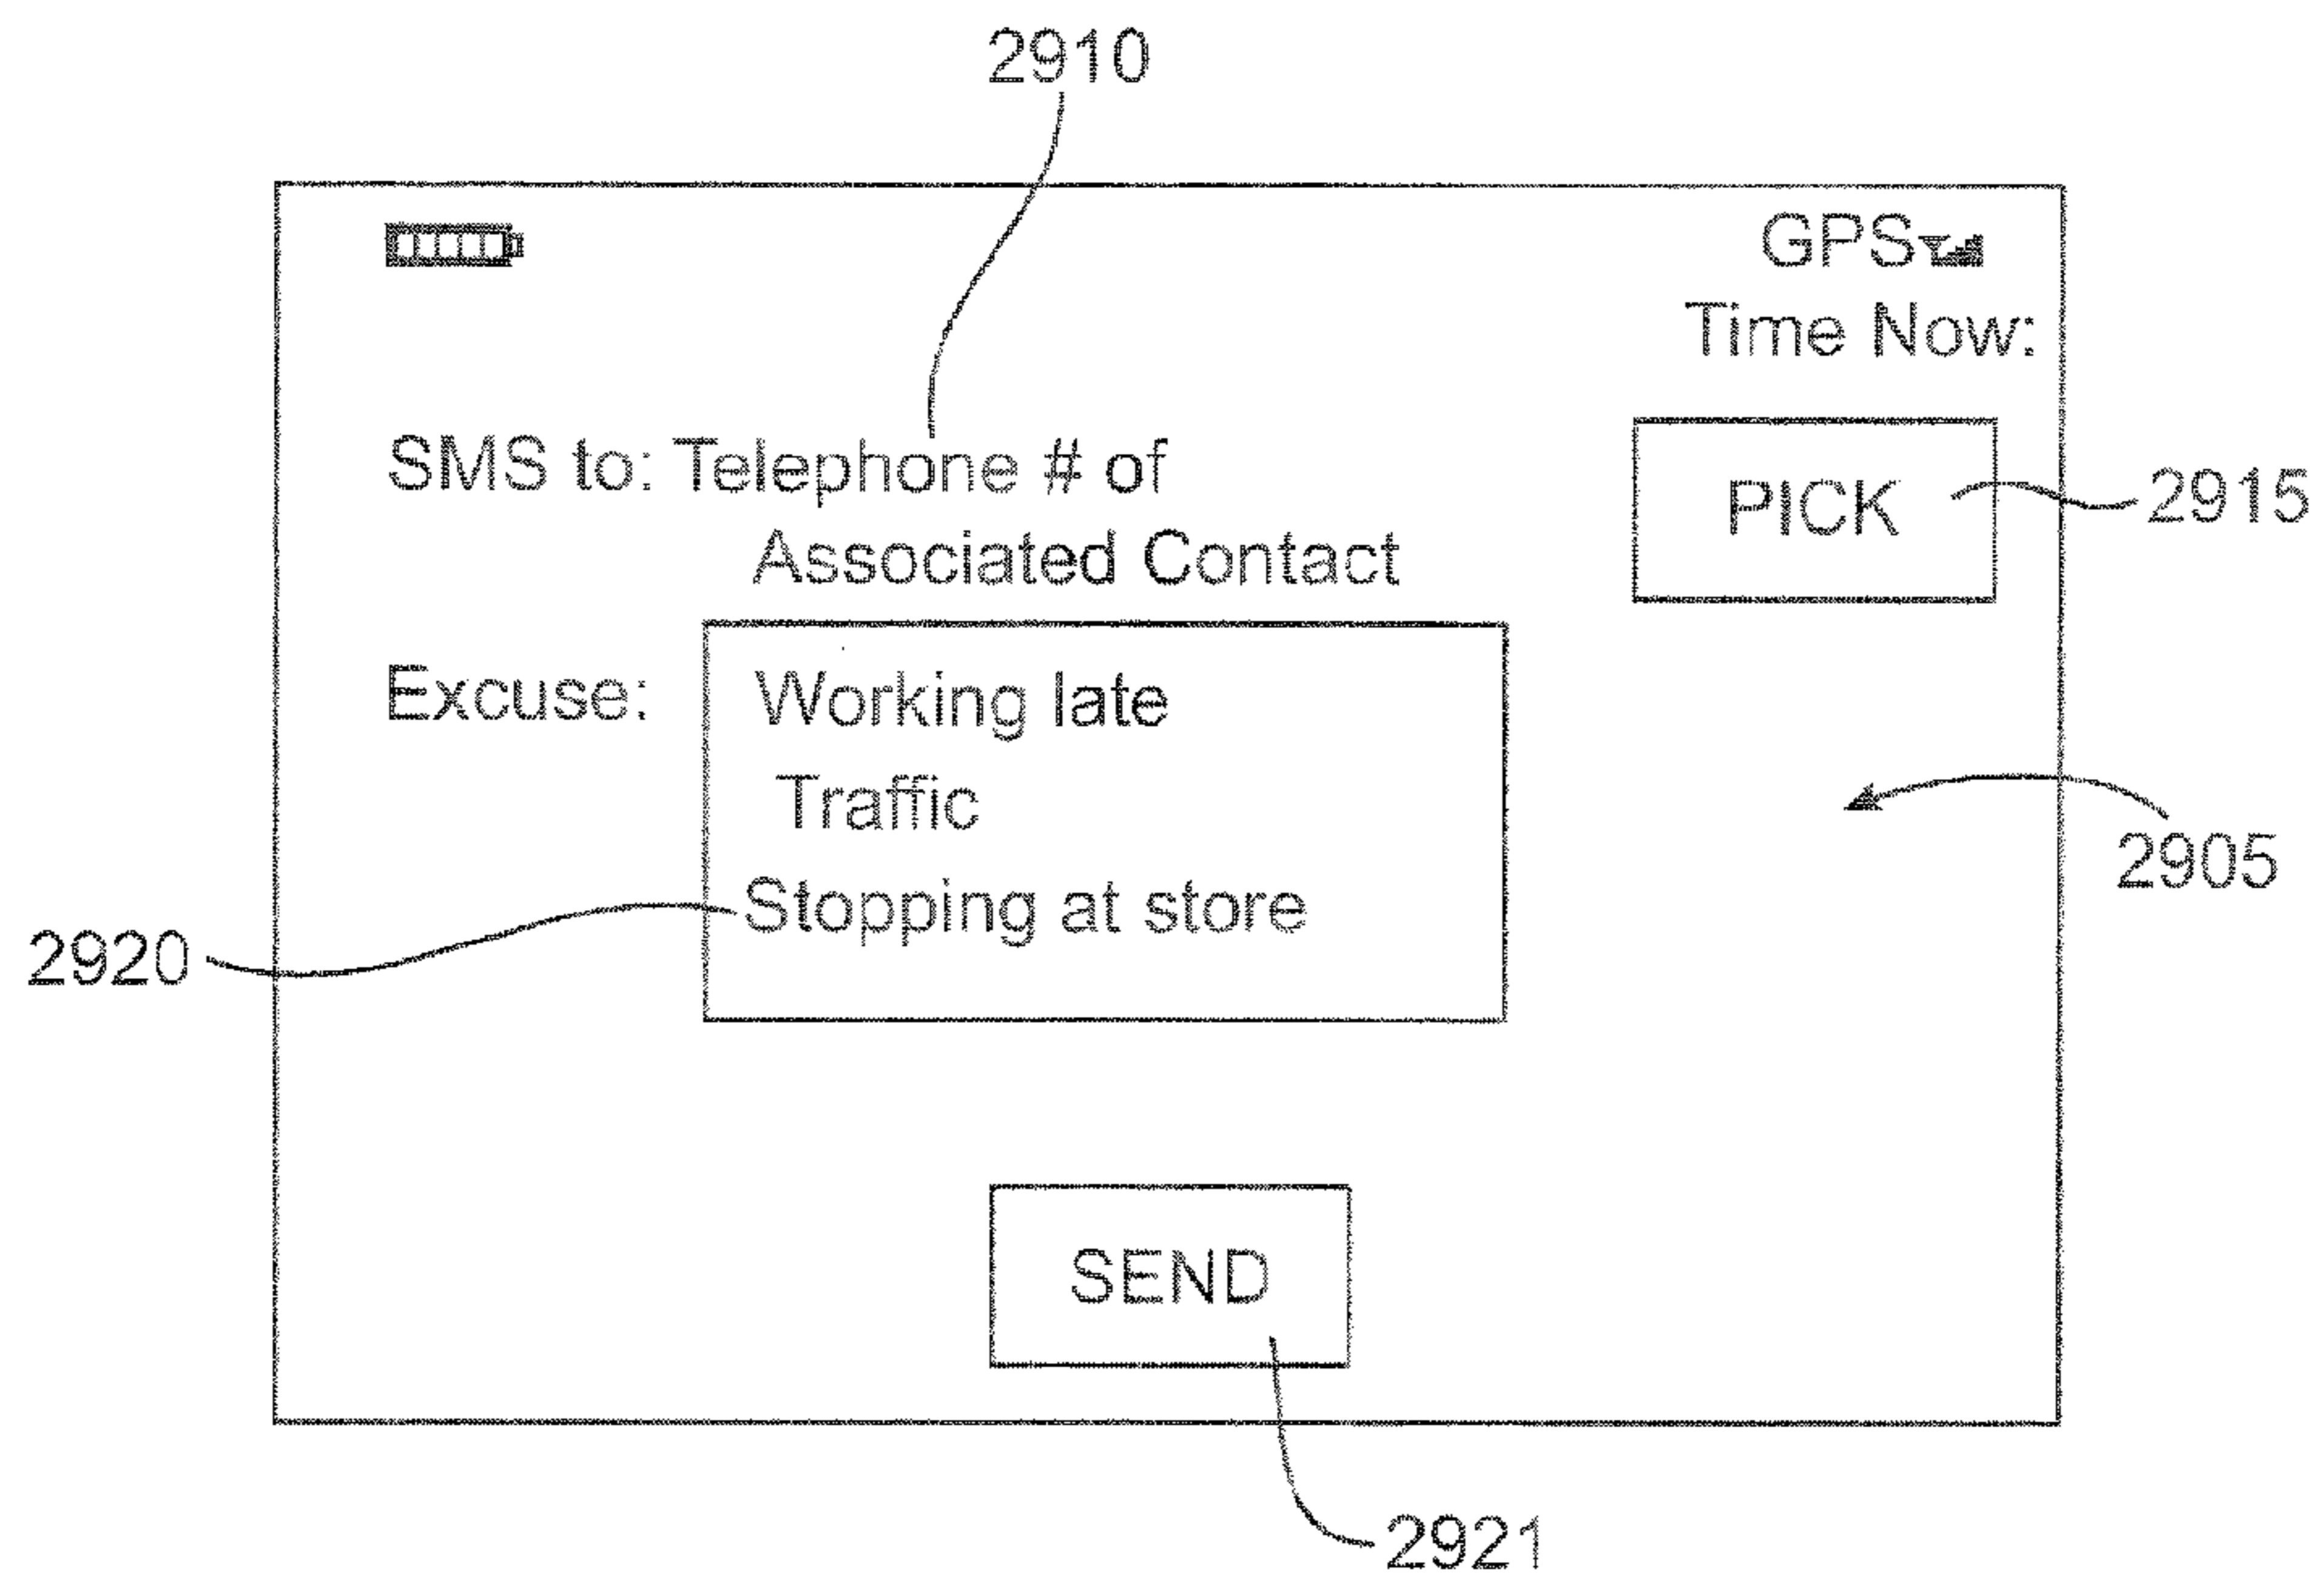 2910
GPS
Time Now:
SMS to: Telephone # of
Associated Contact
PICK
2915
Excuse:
Working late
Traffic
Stopping at store
2905
2920
SEND
2921